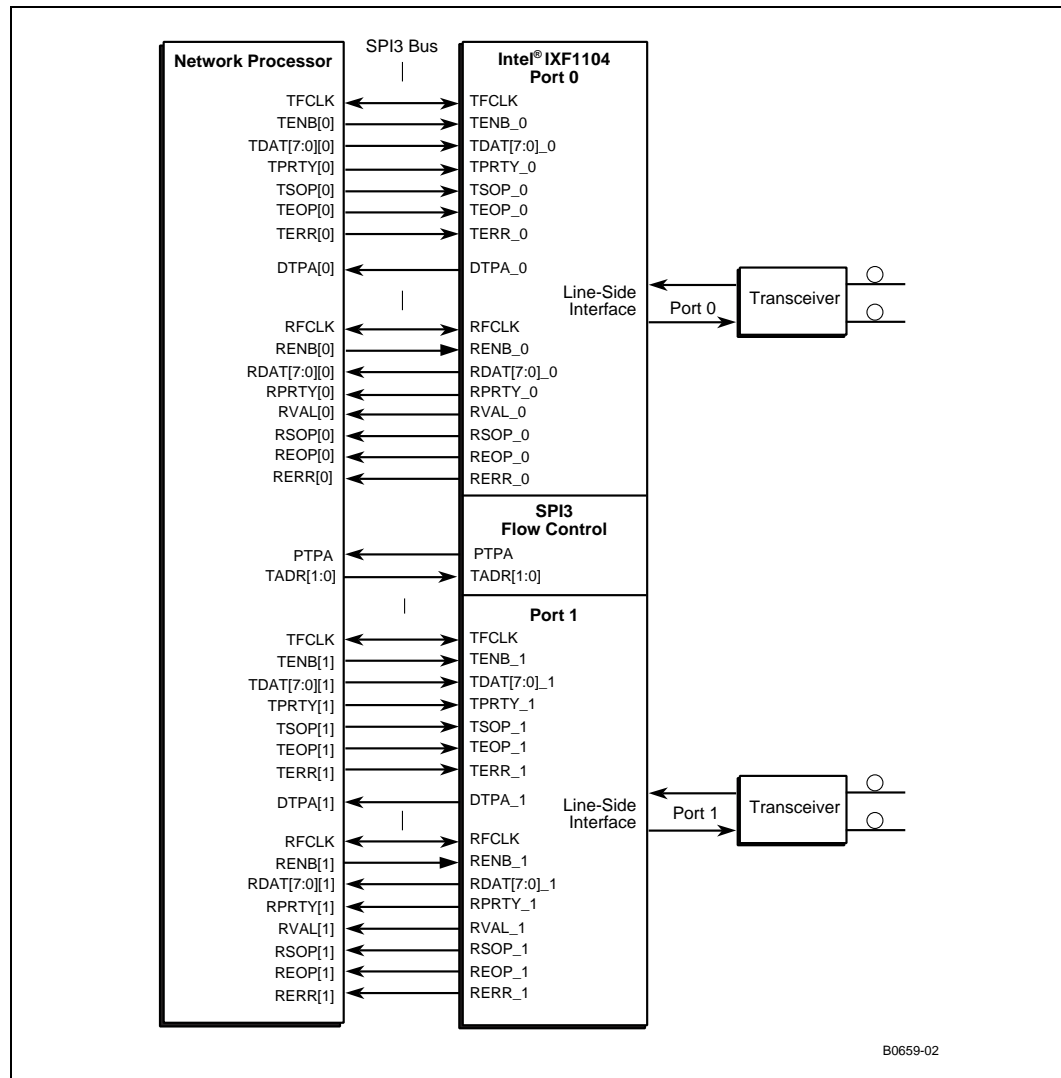 SPI3 Bus
Network Processor
Intel® IXF1104
Port 0
TFCLK TFCLK
TENB[0] TENB_0
TDAT[7:0][0] TDAT[7:0]_0
TPRTY[0] TPRTY_0
TSOP[0] TSOP_0
TEOP[0] TEOP_0
TERR[0] TERR_0
DTPA[0] DTPA_0
Line-Side
Interface
Port 0
Transceiver
RFCLK RFCLK
RENB[0] RENB_0
RDAT[7:0][0] RDAT[7:0]_0
RPRTY[0] RPRTY_0
RVAL[0] RVAL_0
RSOP[0] RSOP_0
REOP[0] REOP_0
RERR[0] RERR_0
SPI3
Flow Control
PTPA PTPA
TADR[1:0] TADR[1:0]
Port 1
TFCLK TFCLK
TENB[1] TENB_1
TDAT[7:0][1] TDAT[7:0]_1
TPRTY[1] TPRTY_1
TSOP[1] TSOP_1
TEOP[1] TEOP_1
TERR[1] TERR_1
DTPA[1] DTPA_1
Line-Side
Interface
Port 1
Transceiver
RFCLK RFCLK
RENB[1] RENB_1
RDAT[7:0][1] RDAT[7:0]_1
RPRTY[1] RPRTY_1
RVAL[1] RVAL_1
RSOP[1] RSOP_1
REOP[1] REOP_1
RERR[1] RERR_1
B0659-02